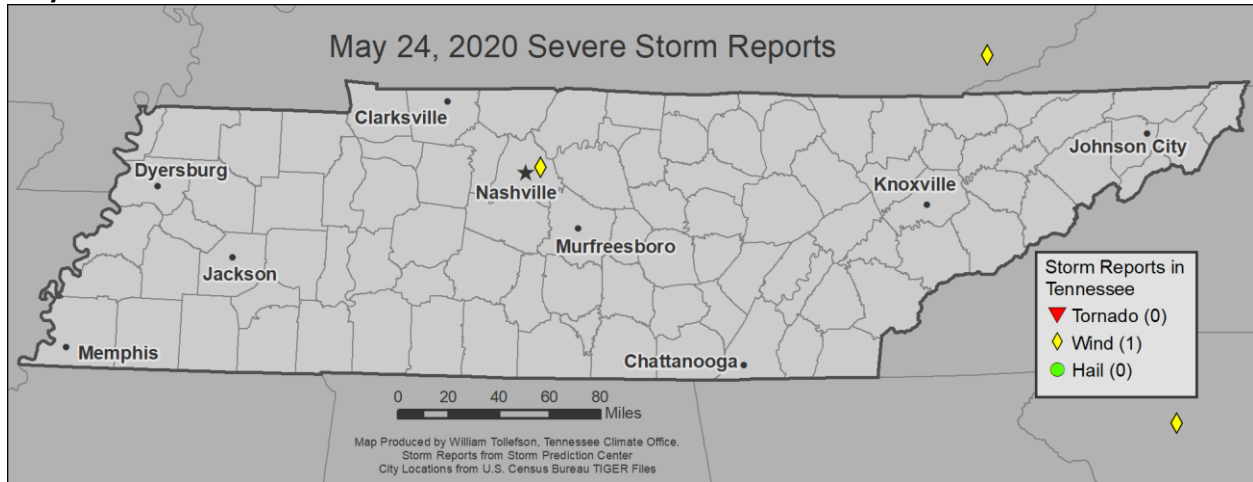 May 24, 2020 Severe Storm Reports
Clarksville
Johnson City
Dyersburg
Nashville
Knoxville
Murfreesboro
Jackson
Storm Reports in
Tennessee
Tornado (0)
Wind (1)
Hail (0)
Memphis
Chattanooga
0 20 40 60 80
Miles
Map Produced by William Tollefson, Tennessee Climate Office.
Storm Reports from Storm Prediction Center
City Locations from U.S. Census Bureau TIGER Files